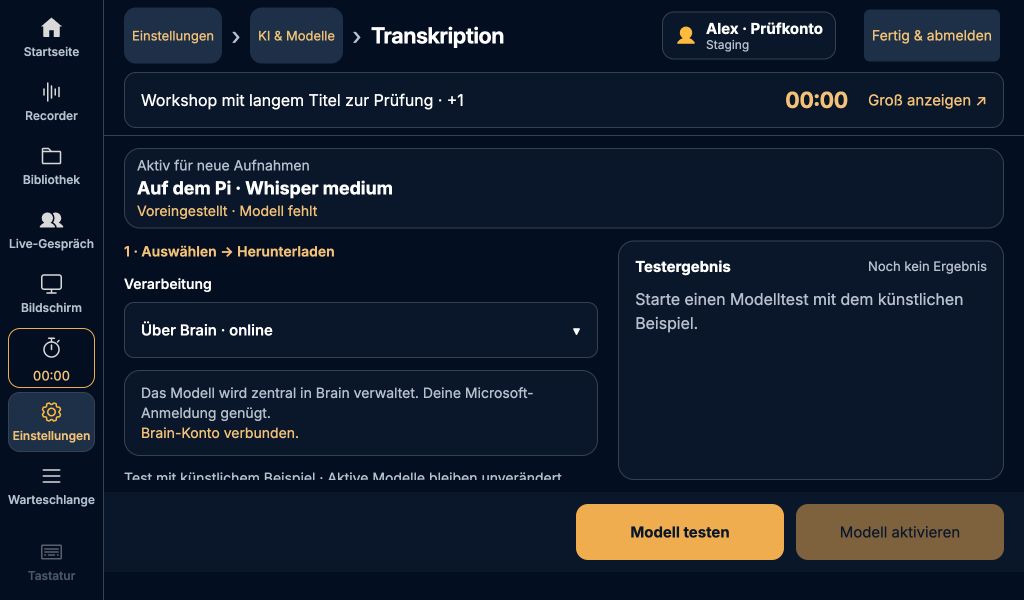 Startseite
Recorder
Bibliothek
Live-Gespräch
Bildschirm
00:00
Einstellungen
Warteschlange
Tastatur
Einstellungen › KI & Modelle › Transkription
Alex · Prüfkonto
Staging
Fertig & abmelden
Workshop mit langem Titel zur Prüfung · +1
00:00
Groß anzeigen ↗
Aktiv für neue Aufnahmen
Auf dem Pi · Whisper medium
Voreingestellt · Modell fehlt
1 · Auswählen → Herunterladen
Verarbeitung
Über Brain · online ▼
Das Modell wird zentral in Brain verwaltet. Deine Microsoft-
Anmeldung genügt.
Brain-Konto verbunden.
Test mit künstlichem Beispiel · Aktive Modelle bleiben unverändert
Testergebnis
Noch kein Ergebnis
Starte einen Modelltest mit dem künstlichen
Beispiel.
Modell testen
Modell aktivieren